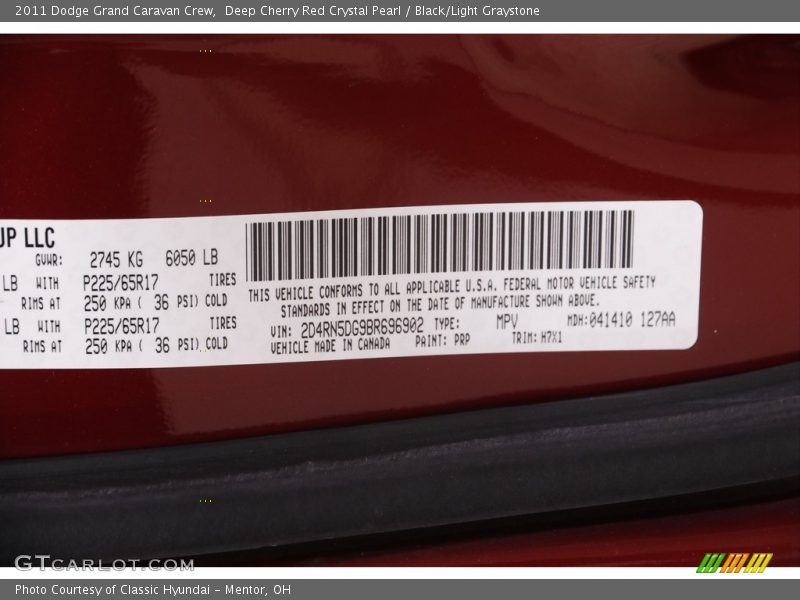 2011 Dodge Grand Caravan Crew, Deep Cherry Red Crystal Pearl / Black/Light Graystone
UP LLC
GVWR: 2745 KG 6050 LB
LB WITH P225/65R17 TIRES
RIMS AT 250 KPA ( 36 PSI) COLD
LB WITH P225/65R17 TIRES
RIMS AT 250 KPA ( 36 PSI) COLD
THIS VEHICLE CONFORMS TO ALL APPLICABLE U.S.A. FEDERAL MOTOR VEHICLE SAFETY
STANDARDS IN EFFECT ON THE DATE OF MANUFACTURE SHOWN ABOVE.
VIN: 2D4RN5DG9BR696902 TYPE: MPV MDH:041410 127AA
VEHICLE MADE IN CANADA PAINT: PRP TRIM: H7X1
GTCARLOT.COM
Photo Courtesy of Classic Hyundai - Mentor, OH